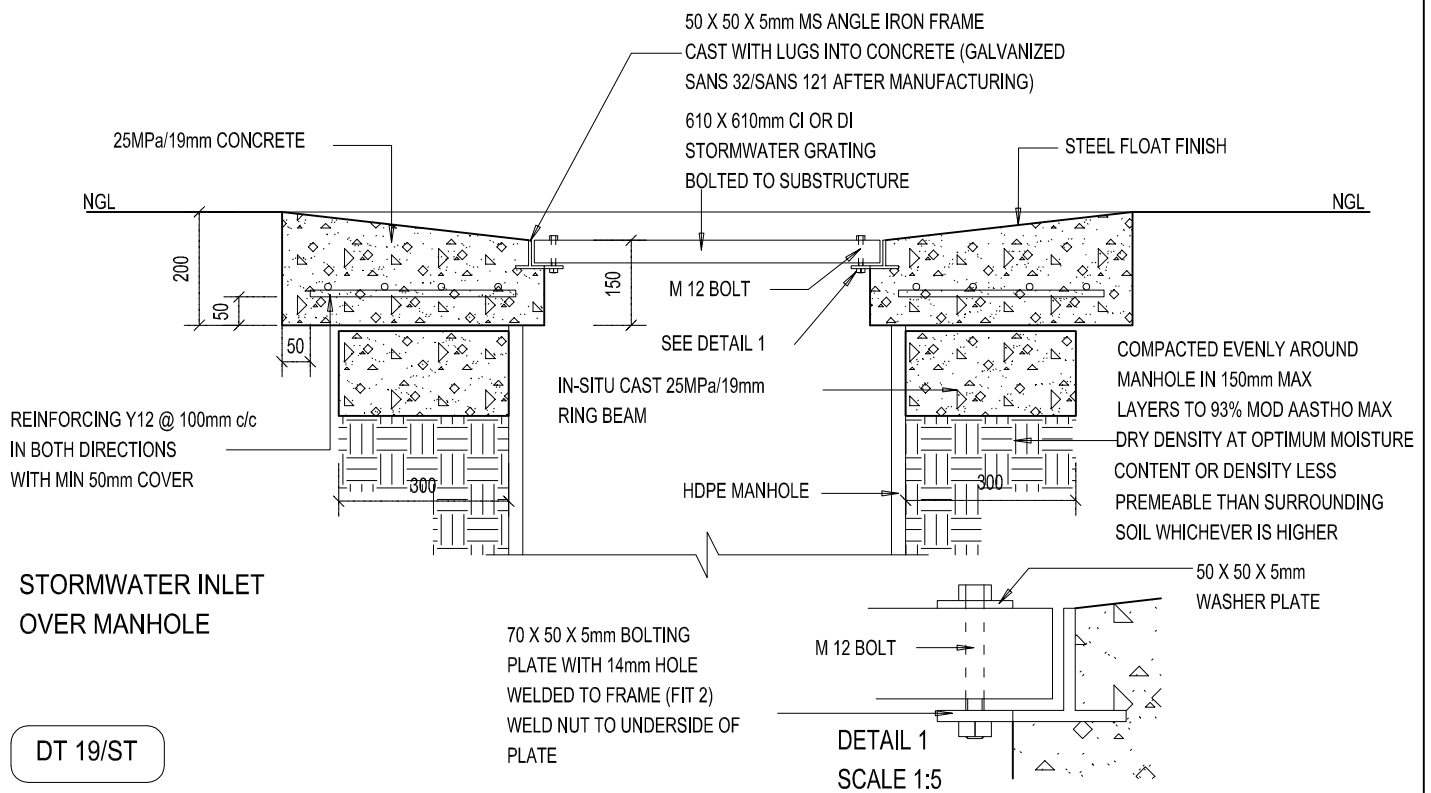 50 X 50 X 5mm MS ANGLE IRON FRAME
CAST WITH LUGS INTO CONCRETE (GALVANIZED
SANS 32/SANS 121 AFTER MANUFACTURING)
610 X 610mm CI OR DI
STORMWATER GRATING
BOLTED TO SUBSTRUCTURE
25MPa/19mm CONCRETE
STEEL FLOAT FINISH
NGL
NGL
200
50
50
150
M 12 BOLT
SEE DETAIL 1
IN-SITU CAST 25MPa/19mm
RING BEAM
COMPACTED EVENLY AROUND
MANHOLE IN 150mm MAX
LAYERS TO 93% MOD AASTHO MAX
DRY DENSITY AT OPTIMUM MOISTURE
CONTENT OR DENSITY LESS
PREMEABLE THAN SURROUNDING
SOIL WHICHEVER IS HIGHER
REINFORCING Y12 @ 100mm c/c
IN BOTH DIRECTIONS
WITH MIN 50mm COVER
300
HDPE MANHOLE
300
STORMWATER INLET
OVER MANHOLE
50 X 50 X 5mm
WASHER PLATE
70 X 50 X 5mm BOLTING
PLATE WITH 14mm HOLE
WELDED TO FRAME (FIT 2)
WELD NUT TO UNDERSIDE OF
PLATE
M 12 BOLT
DETAIL 1
SCALE 1:5
DT 19/ST